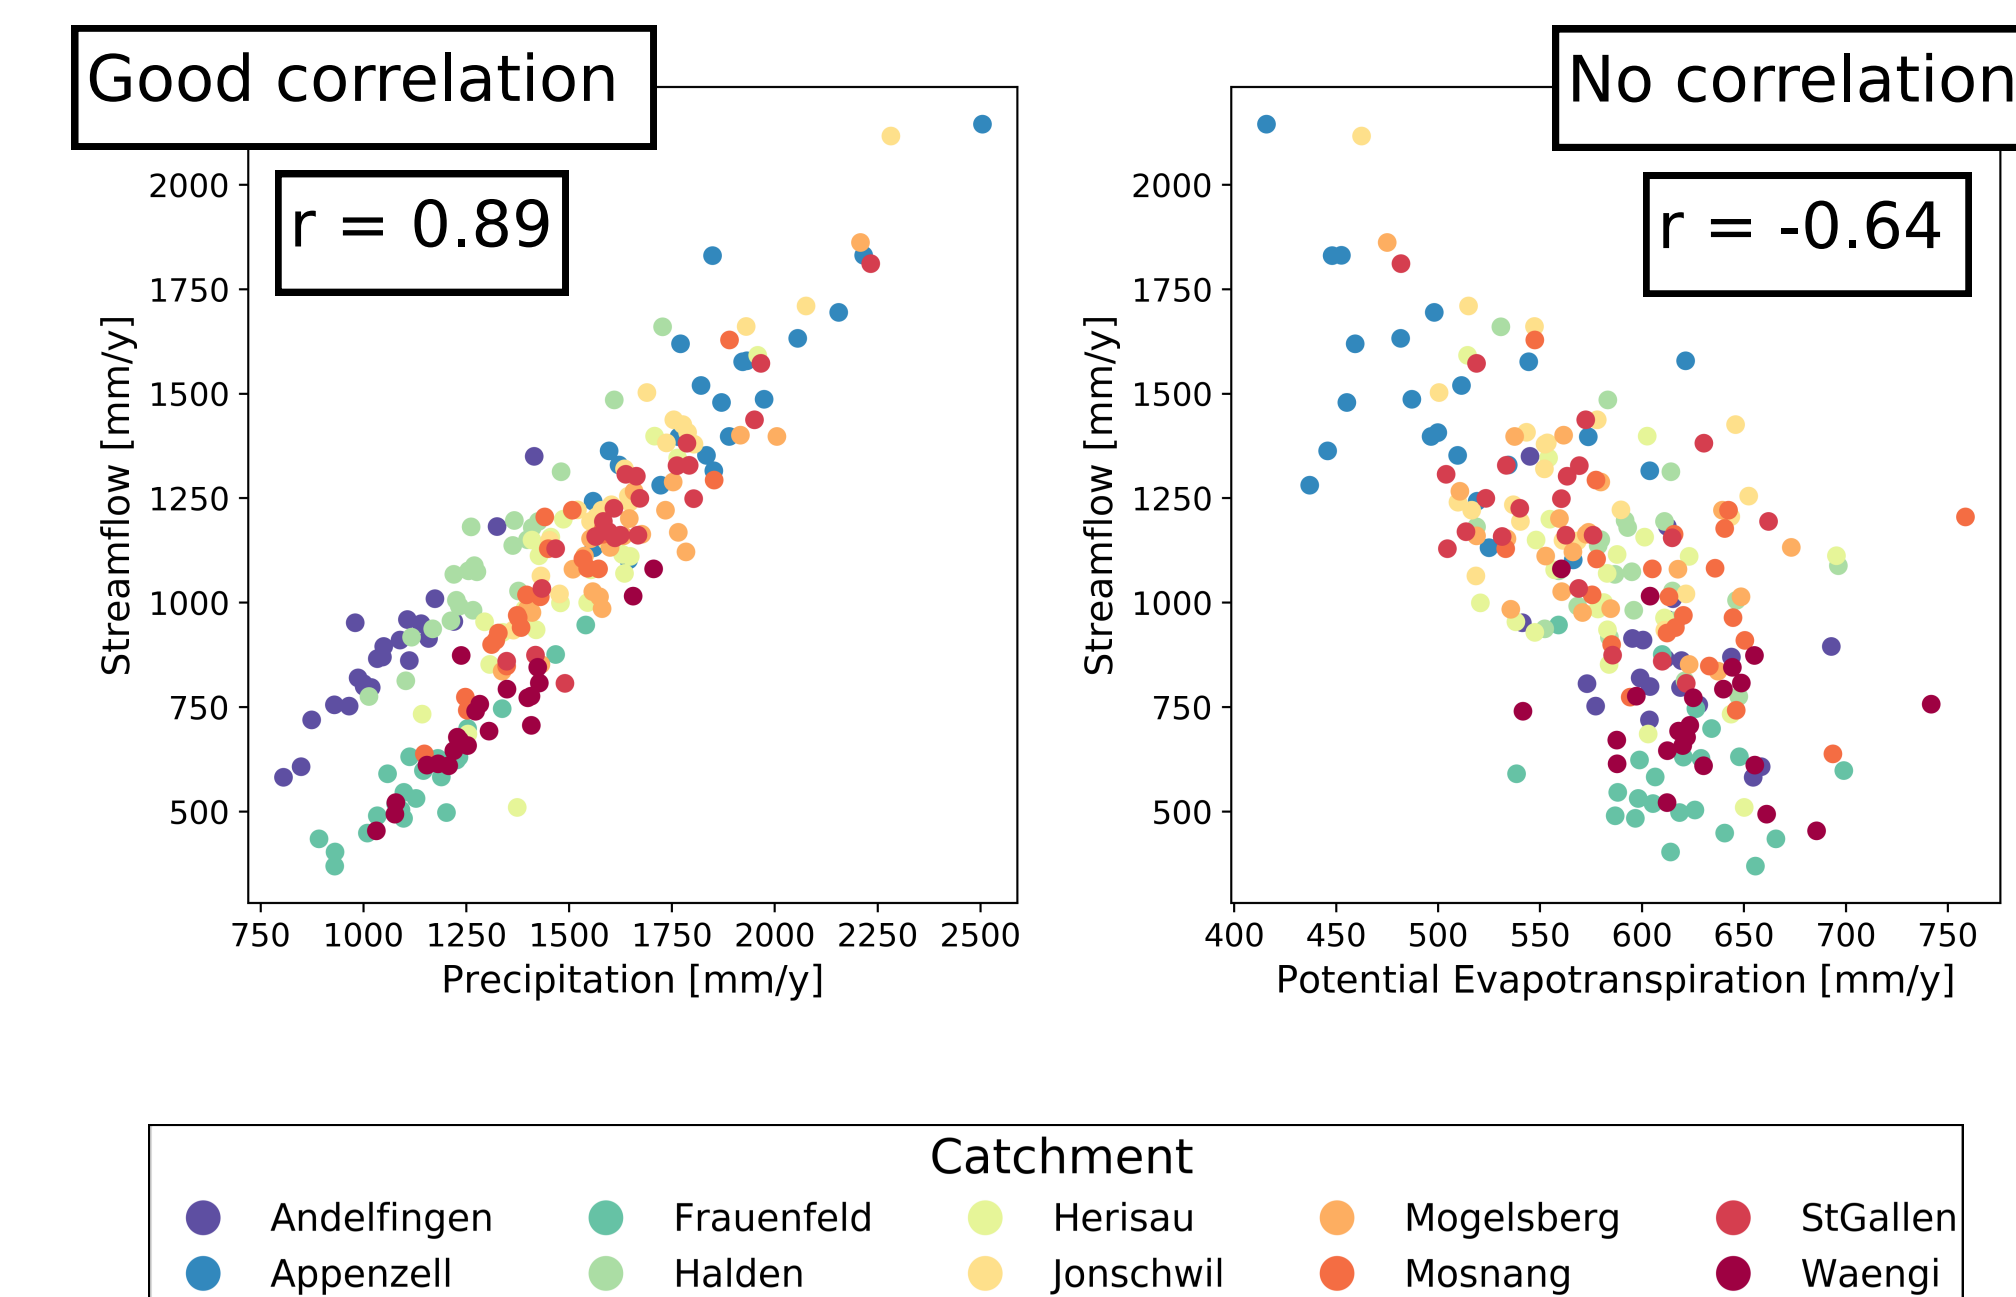 Good correlation
No correlation
r = 0.89
r = -0.64
2000
1750
1500
1250
1000
750
500
Streamflow [mm/y]
750 1000 1250 1500 1750 2000 2250 2500
Precipitation [mm/y]
2000
1750
1500
1250
1000
750
500
Streamflow [mm/y]
400 450 500 550 600 650 700 750
Potential Evapotranspiration [mm/y]
Catchment
Andelfingen Frauenfeld Herisau Mogelsberg StGallen
Appenzell Halden Jonschwil Mosnang Waengi